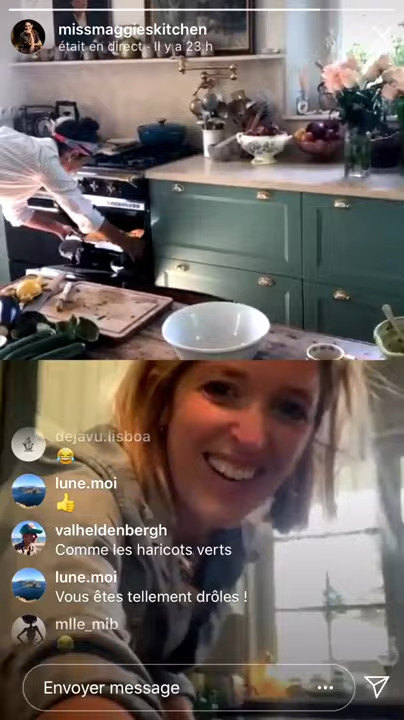 missmaggieskitchen
était en direct · Il y a 23 h
dejavu.lisboa
😂
lune.moi
👍
valheldenbergh
Comme les haricots verts
lune.moi
Vous êtes tellement drôles !
mlle_mib
😂
Envoyer message